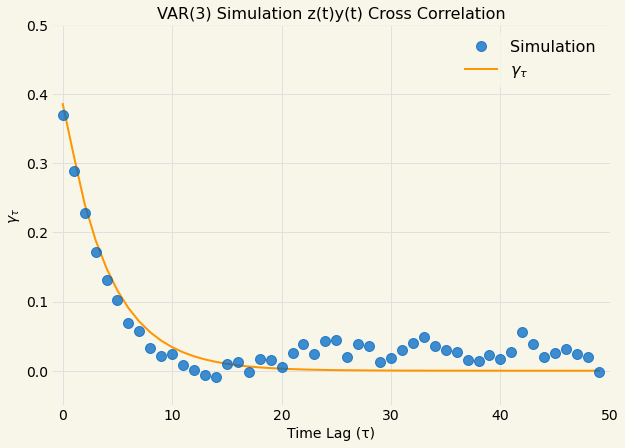 VAR(3) Simulation z(t)y(t) Cross Correlation
Simulation
γτ
γτ
0.5
0.4
0.3
0.2
0.1
0.0
0 10 20 30 40 50
Time Lag (τ)